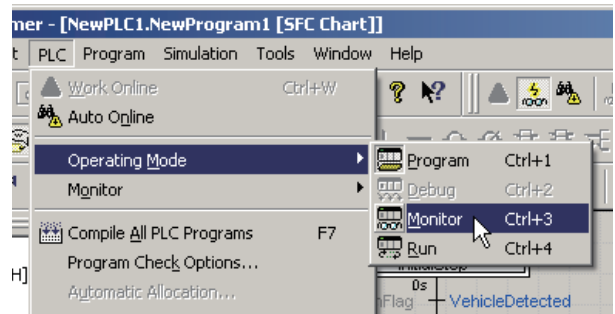 mer - [NewPLC1.NewProgram1 [SFC Chart]]
t PLC Program Simulation Tools Window Help
Work Online Ctrl+W
Auto Online
Operating Mode
Program Ctrl+1
Monitor
Debug Ctrl+2
Monitor Ctrl+3
Compile All PLC Programs F7
Run Ctrl+4
Program Check Options...
H]
Automatic Allocation...
0s
nFlag VehicleDetected